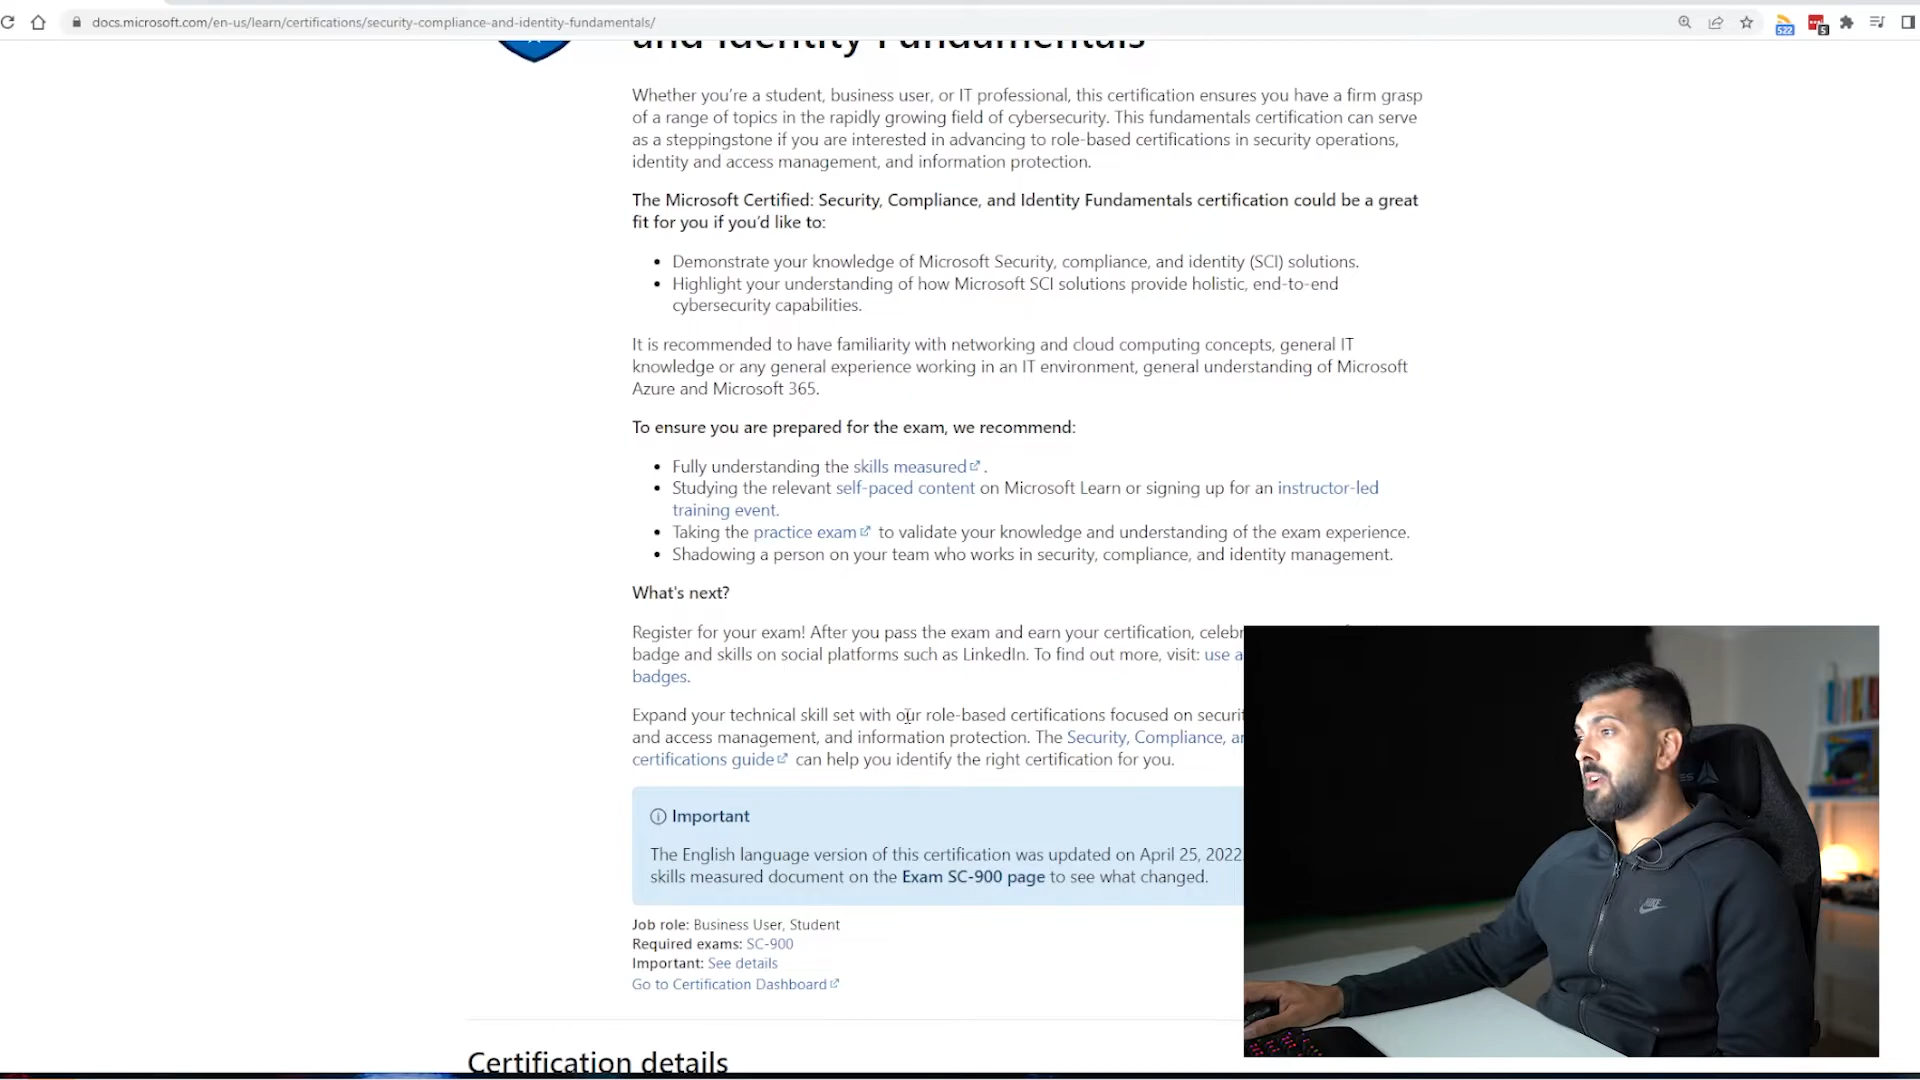 docs.microsoft.com/en-us/learn/certifications/security-compliance-and-identity-fundamentals/
522
5
and Identity Fundamentals
Whether you're a student, business user, or IT professional, this certification ensures you have a firm grasp
of a range of topics in the rapidly growing field of cybersecurity. This fundamentals certification can serve
as a steppingstone if you are interested in advancing to role-based certifications in security operations,
identity and access management, and information protection.
The Microsoft Certified: Security, Compliance, and Identity Fundamentals certification could be a great
fit for you if you'd like to:
• Demonstrate your knowledge of Microsoft Security, compliance, and identity (SCI) solutions.
• Highlight your understanding of how Microsoft SCI solutions provide holistic, end-to-end
cybersecurity capabilities.
It is recommended to have familiarity with networking and cloud computing concepts, general IT
knowledge or any general experience working in an IT environment, general understanding of Microsoft
Azure and Microsoft 365.
To ensure you are prepared for the exam, we recommend:
• Fully understanding the skills measured .
• Studying the relevant self-paced content on Microsoft Learn or signing up for an instructor-led
training event.
• Taking the practice exam to validate your knowledge and understanding of the exam experience.
• Shadowing a person on your team who works in security, compliance, and identity management.
What's next?
Register for your exam! After you pass the exam and earn your certification, celebr
badge and skills on social platforms such as LinkedIn. To find out more, visit: use a
badges.
Expand your technical skill set with our role-based certifications focused on securit
and access management, and information protection. The Security, Compliance, an
certifications guide can help you identify the right certification for you.
Important
The English language version of this certification was updated on April 25, 2022.
skills measured document on the Exam SC-900 page to see what changed.
Job role: Business User, Student
Required exams: SC-900
Important: See details
Go to Certification Dashboard
Certification details
NIKE